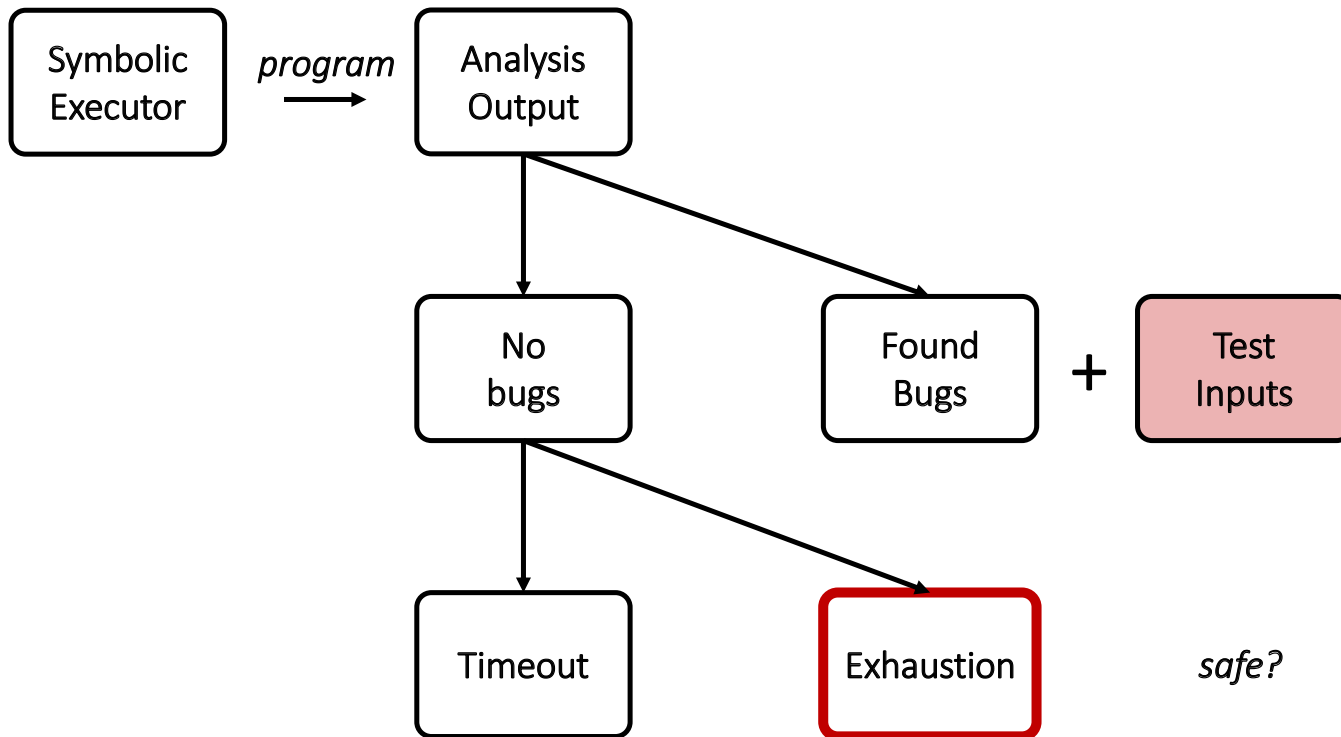 Symbolic
Executor
program
Analysis
Output
No
bugs
Found
Bugs
+
Test
Inputs
Timeout
Exhaustion
safe?